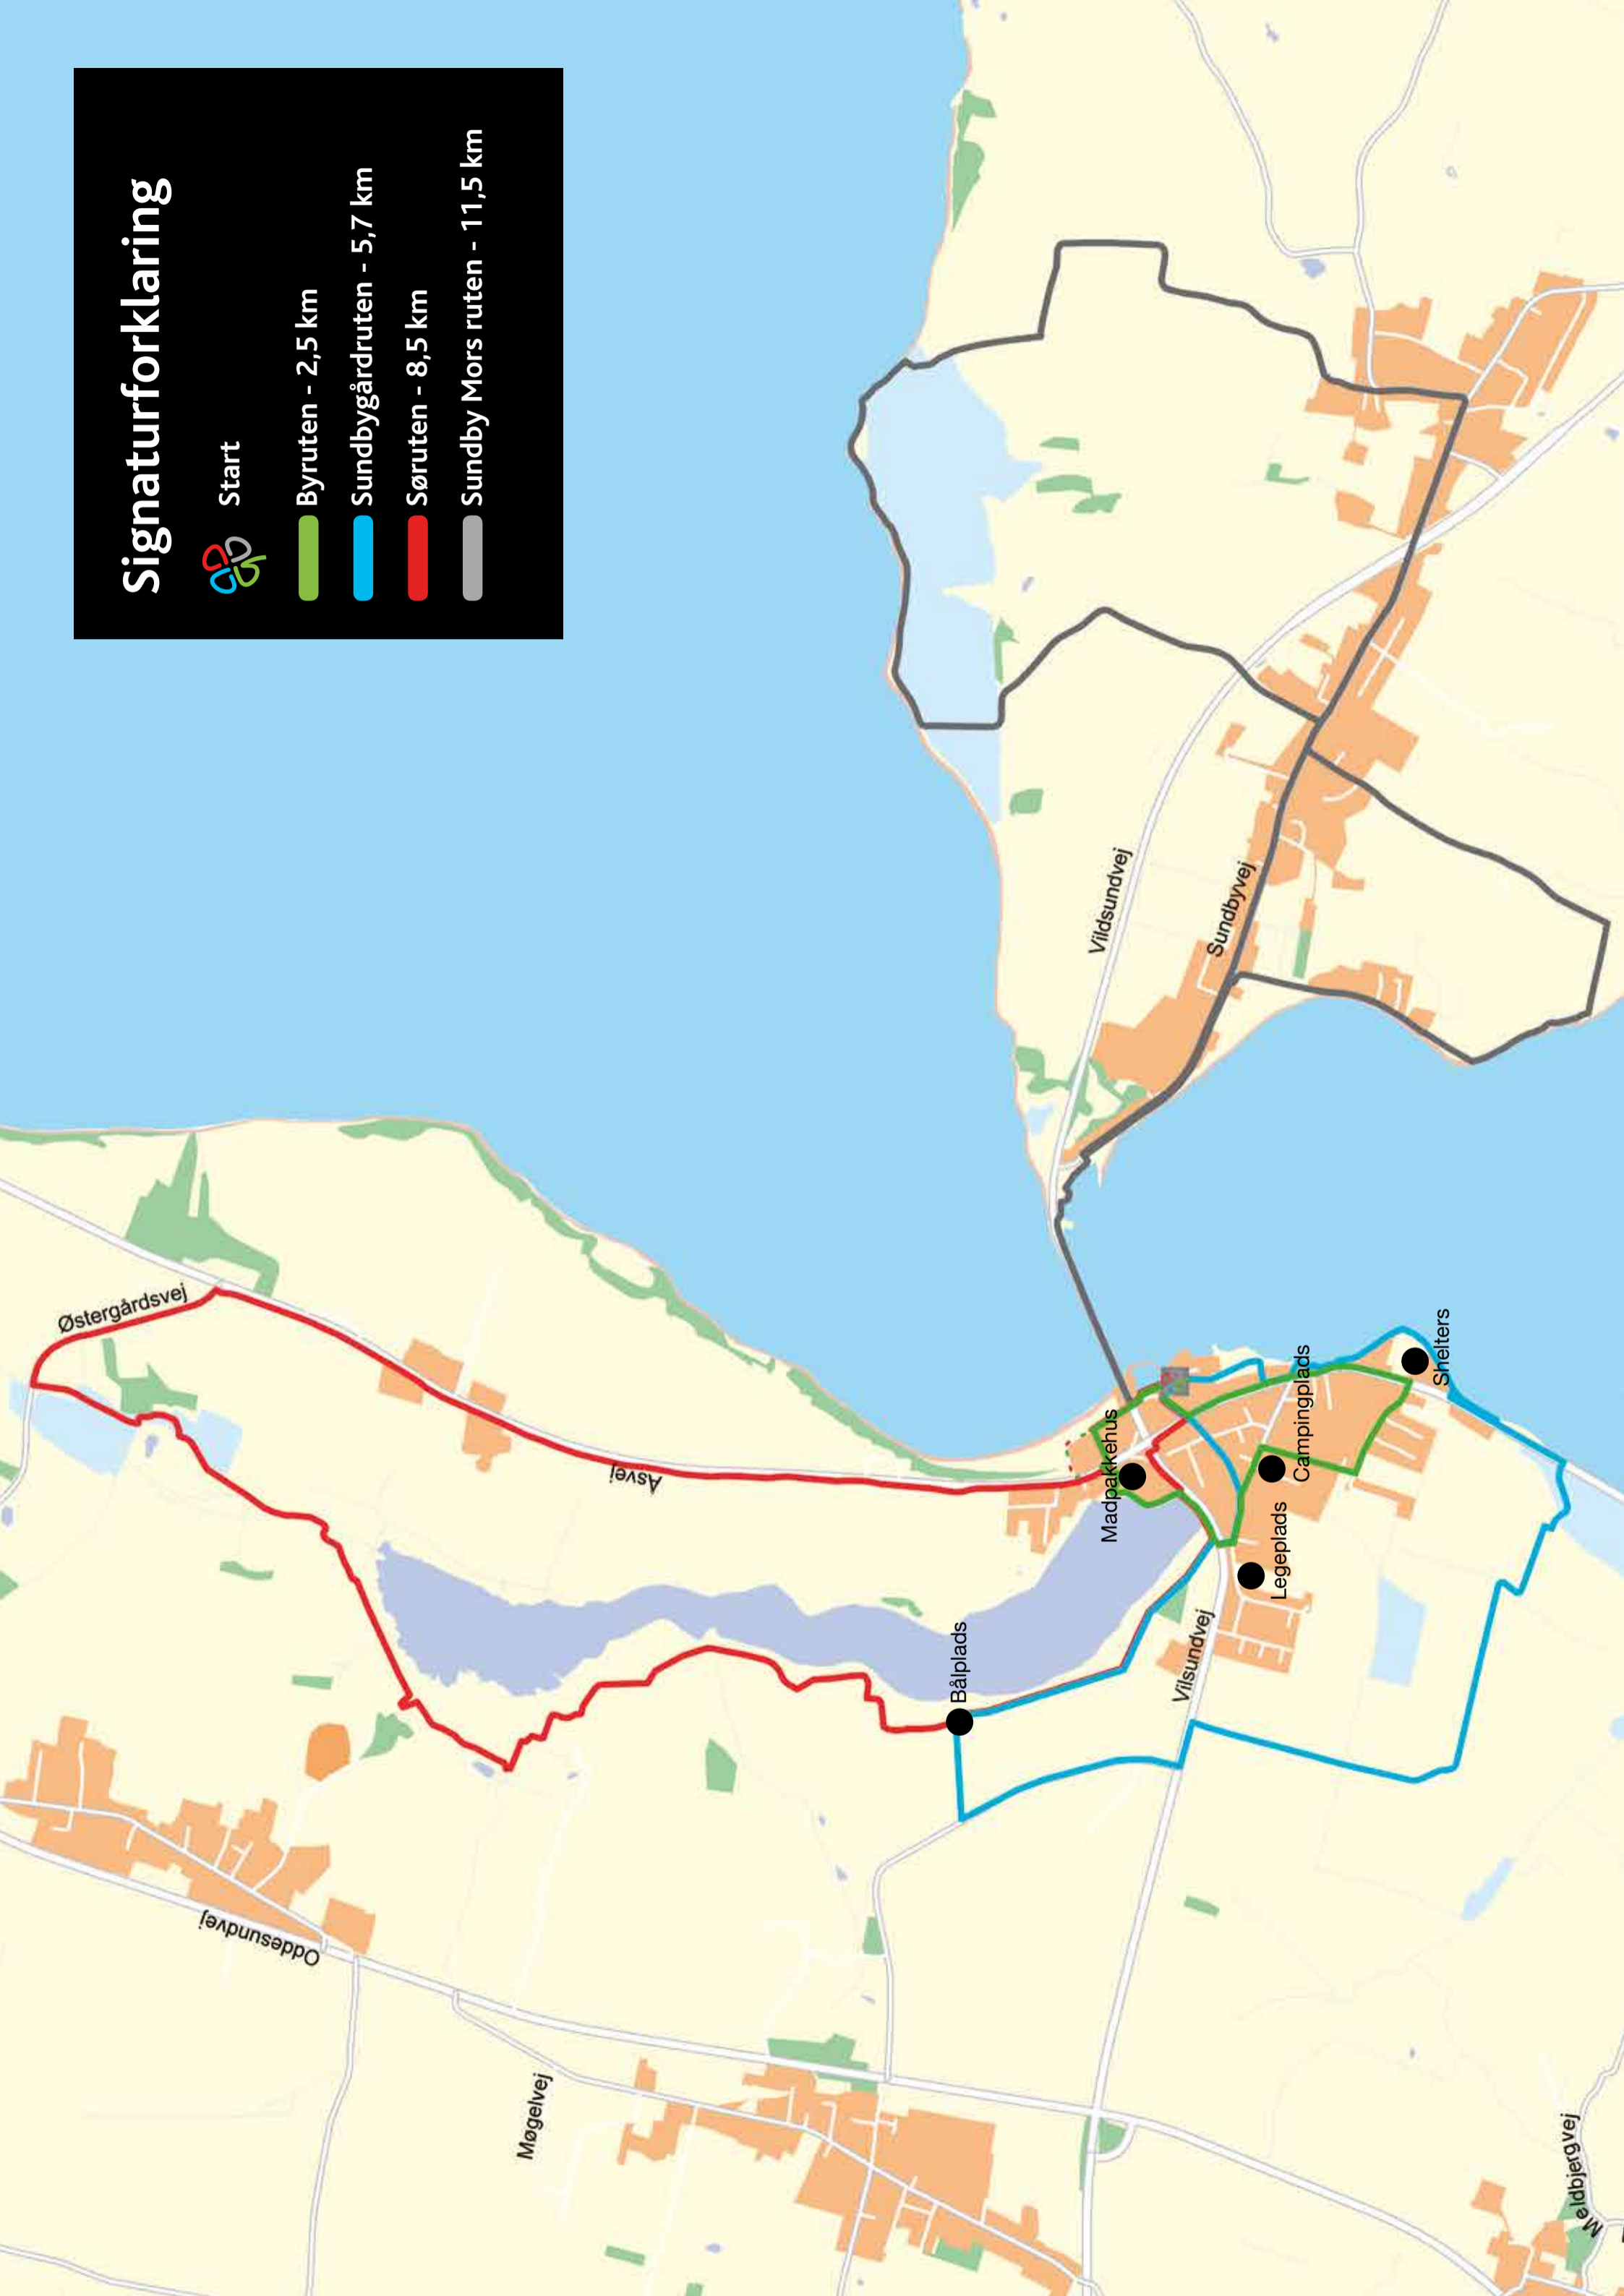 Signaturforklaring
Start
Byruten - 2,5 km
Sundbygårdruten - 5,7 km
Søruten - 8,5 km
Sundby Mors ruten - 11,5 km
Østergårdsvej
Åsvej
Oddesundvej
Møgelvej
Vildsundvej
Sundbyvej
Madpakkehus
Bålplads
Vilsundvej
Legeplads
Campingplads
Shelters
Meldbjergvej